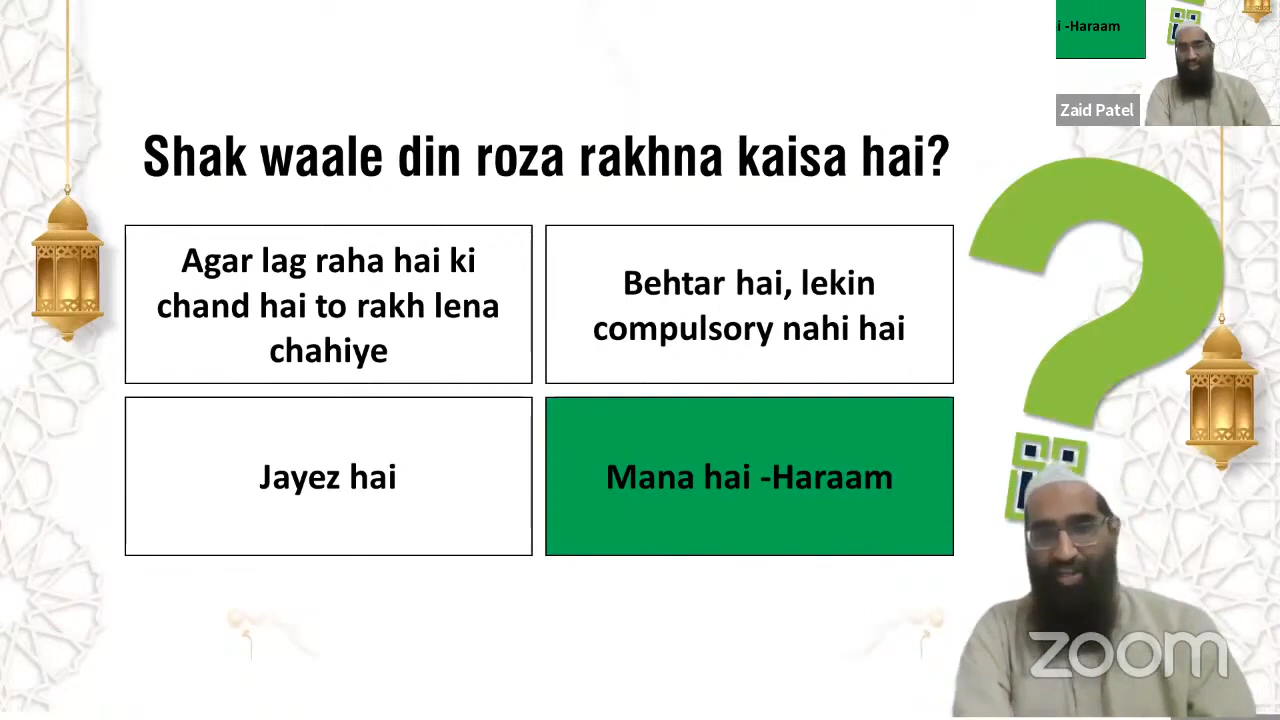 i -Haraam
Zaid Patel
Shak waale din roza rakhna kaisa hai?
Agar lag raha hai ki
chand hai to rakh lena
chahiye
Behtar hai, lekin
compulsory nahi hai
Jayez hai
Mana hai -Haraam
zoom